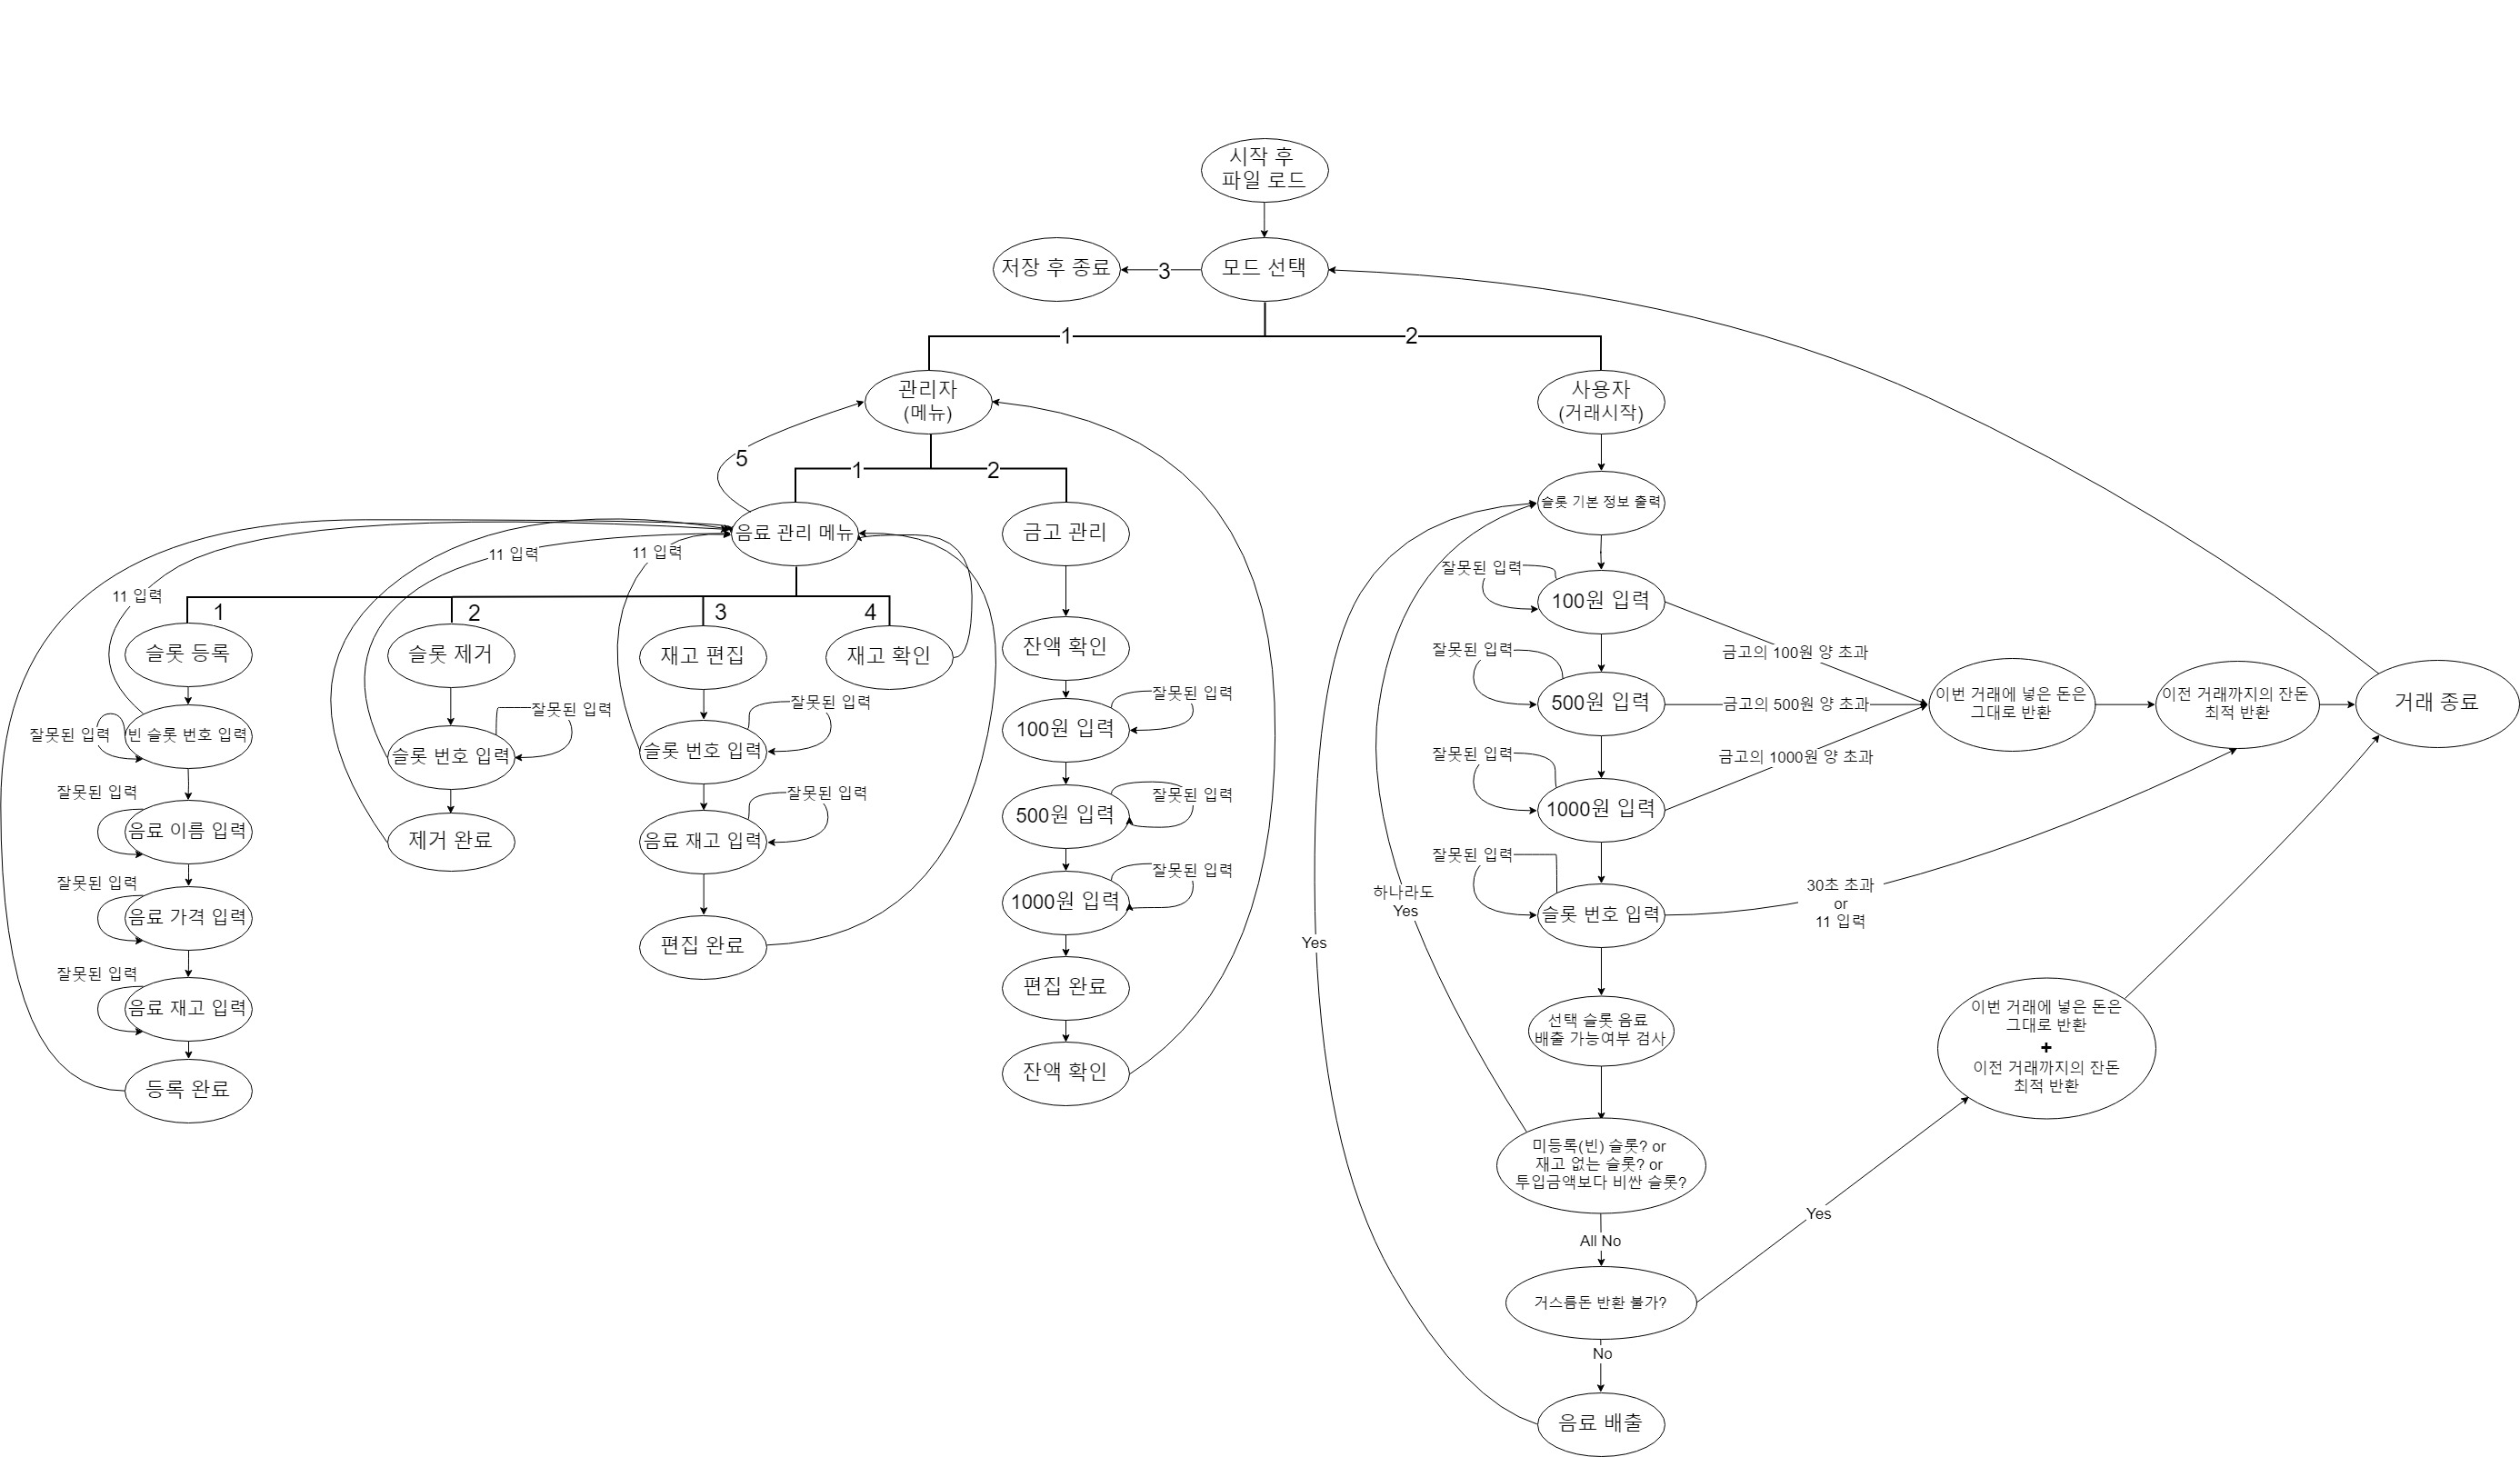 시작 후
파일 로드
저장 후 종료
3
모드 선택
1
2
관리자
(메뉴)
사용자
(거래시작)
5
1
2
음료 관리 메뉴
금고 관리
11 입력
11 입력
11 입력
1
2
3
4
슬롯 등록
슬롯 제거
재고 편집
재고 확인
잘못된 입력
빈 슬롯 번호 입력
잘못된 입력
음료 이름 입력
잘못된 입력
음료 가격 입력
잘못된 입력
음료 재고 입력
등록 완료
잘못된 입력
슬롯 번호 입력
제거 완료
잘못된 입력
슬롯 번호 입력
잘못된 입력
음료 재고 입력
편집 완료
잔액 확인
잘못된 입력
100원 입력
잘못된 입력
500원 입력
잘못된 입력
1000원 입력
편집 완료
잔액 확인
슬롯 기본 정보 출력
잘못된 입력
100원 입력
금고의 100원 양 초과
잘못된 입력
500원 입력
금고의 500원 양 초과
잘못된 입력
1000원 입력
금고의 1000원 양 초과
이번 거래에 넣은 돈은
그대로 반환
이전 거래까지의 잔돈
최적 반환
거래 종료
잘못된 입력
슬롯 번호 입력
30초 초과
or
11 입력
하나라도
Yes
Yes
선택 슬롯 음료
배출 가능여부 검사
이번 거래에 넣은 돈은
그대로 반환
+
이전 거래까지의 잔돈
최적 반환
미등록(빈) 슬롯? or
재고 없는 슬롯? or
투입금액보다 비싼 슬롯?
All No
Yes
거스름돈 반환 불가?
No
음료 배출